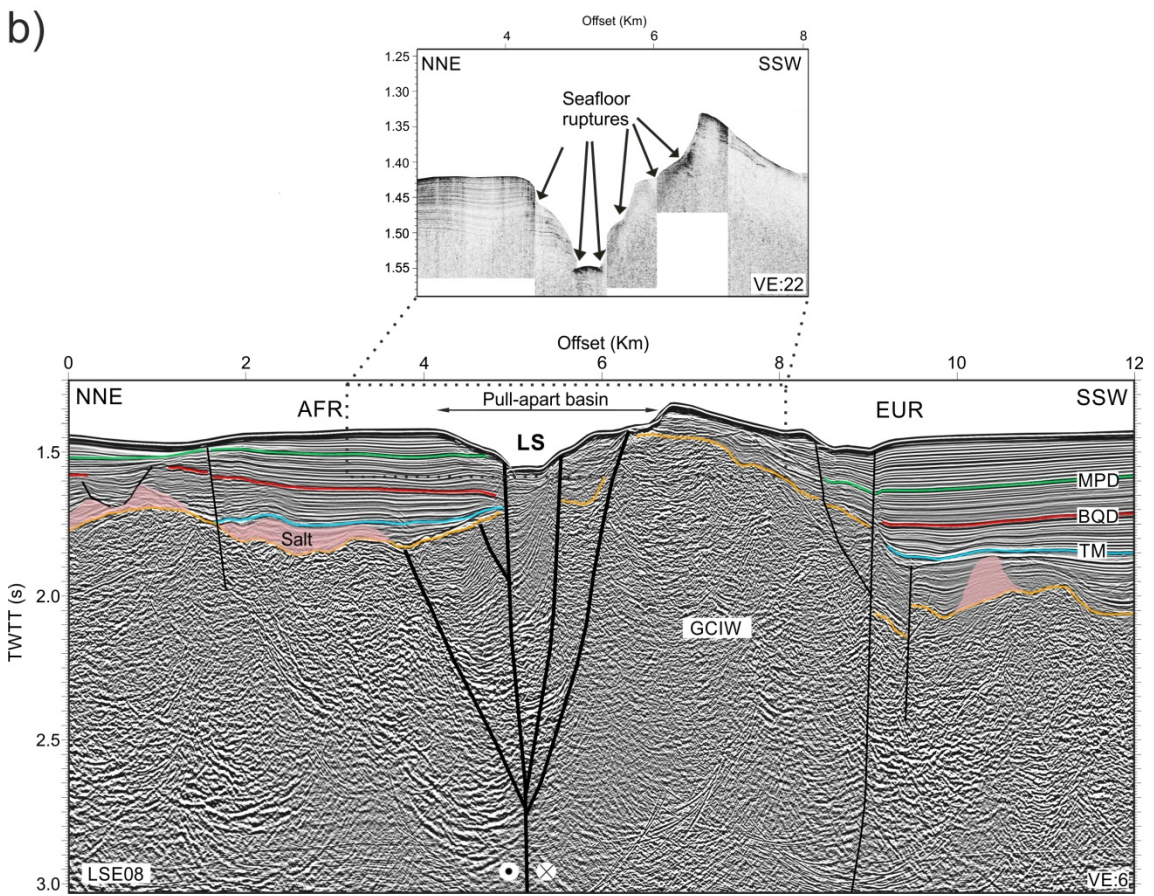 b)
Offset (Km)
4 6 8
1.25
1.30
1.35
1.40
1.45
1.50
1.55
NNE SSW
Seafloor
ruptures
VE:22
Offset (Km)
0 2 4 6 8 10 12
NNE SSW
AFR EUR
Pull-apart basin
LS
1.5
2.0
2.5
3.0
TWTT (s)
MPD
BQD
TM
Salt
GCIW
LSE08
VE:6